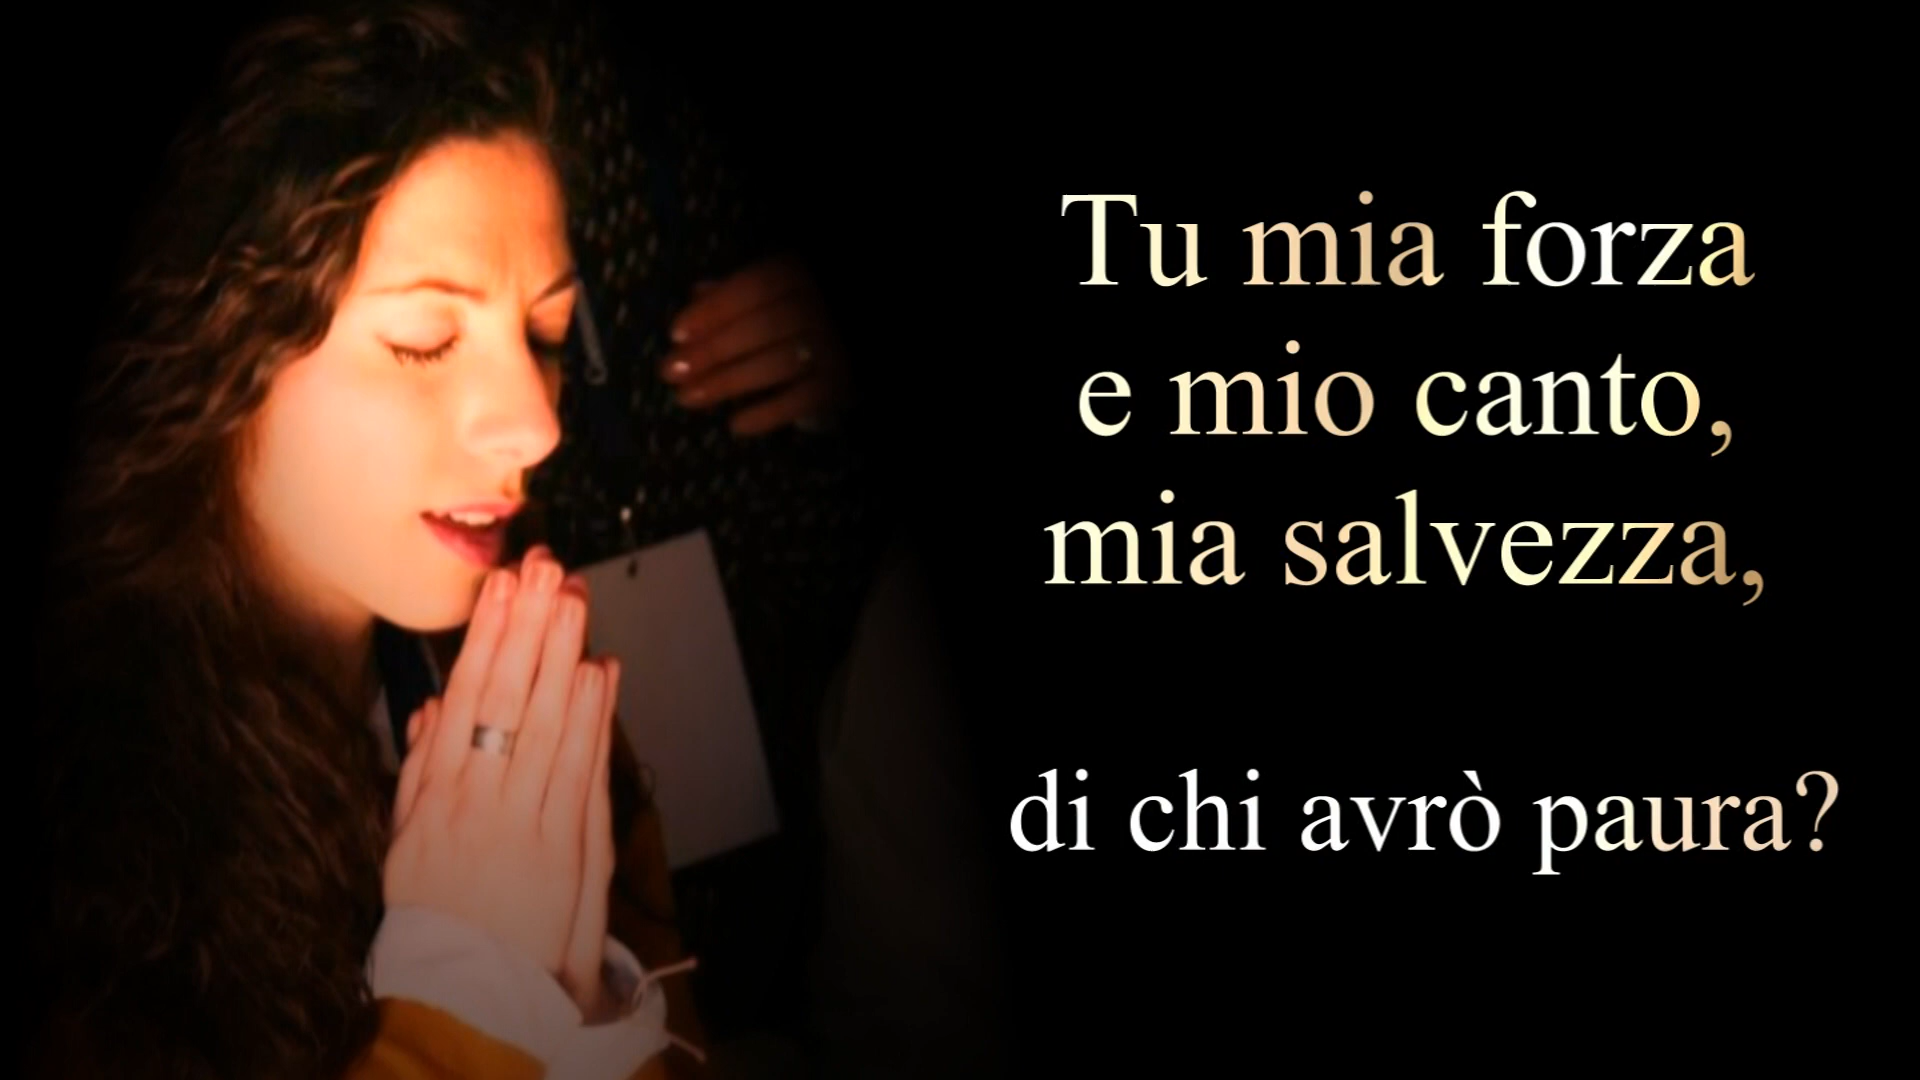 Tu mia forza
e mio canto,
mia salvezza,
di chi avrò paura?